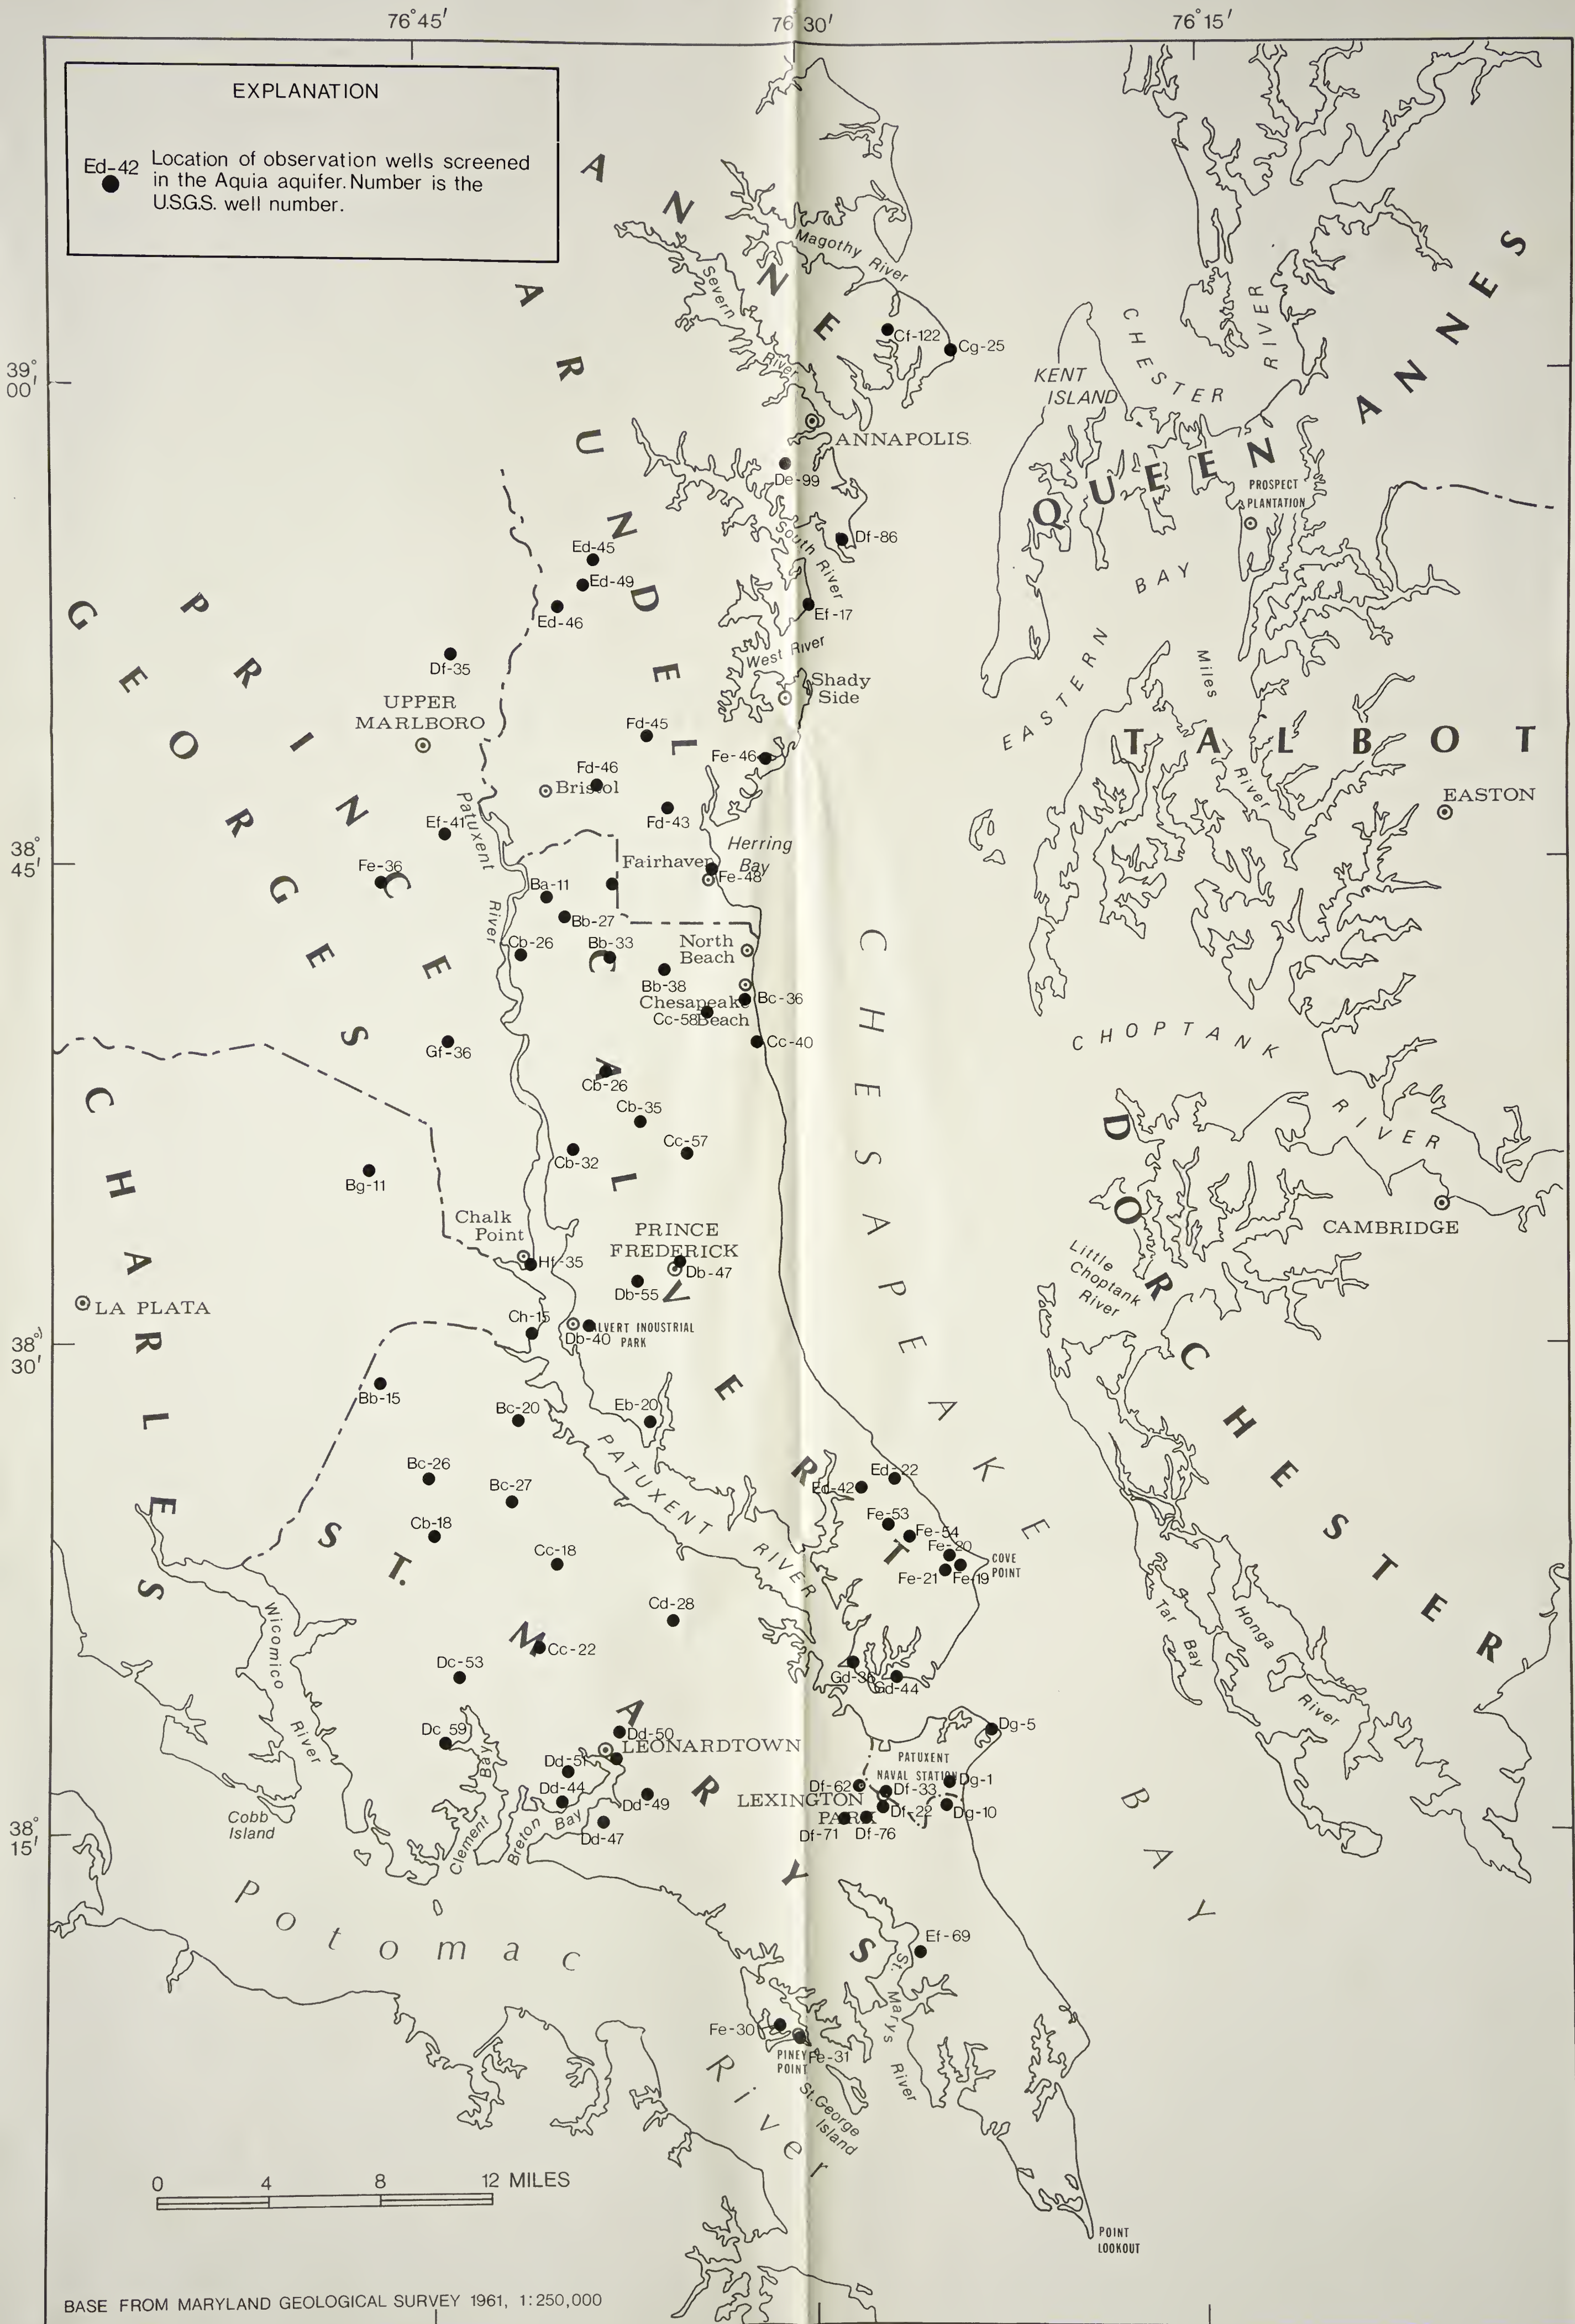 76°45'
76°30'
76°15'
EXPLANATION
Ed-42
Location of observation wells screened
in the Aquia aquifer. Number is the
U.S.G.S. well number.
39°
00'
38°
45'
38°
30'
38°
15'
ANNE
ARUNDEL
Magothy River
Severn
River
Cf-122
Cg-25
KENT
ISLAND
CHESTER
RIVER
QUEEN ANNES
ANNAPOLIS
De-99
PROSPECT
PLANTATION
South River
Df-86
Ed-45
Ed-49
Ed-46
Ef-17
EASTERN BAY
West River
PRINCE
GEORGES
Df-35
UPPER
MARLBORO
Shady
Side
Miles
River
TALBOT
Fd-45
Fe-46
Fd-46
Bristol
Fd-43
EASTON
Patuxent
River
Ef-41
Fe-36
Herring
Bay
Fairhaven
Fe-48
Ba-11
Bb-27
Cb-26
Bb-33
North
Beach
Bb-38
Bc-36
Chesapeake
Beach
Cc-58
Cc-40
Gf-36
CHESAPEAKE
BAY
CHOPTANK
RIVER
CALVERT
Cb-26
Cb-35
Cc-57
Cb-32
CHARLES
Bg-11
DORCHESTER
CAMBRIDGE
Chalk
Point
Hf-35
PRINCE
FREDERICK
Db-47
Db-55
Little
Choptank
River
LA PLATA
Ch-15
Db-40
ALVERT INDUSTRIAL
PARK
Bb-15
Bc-20
Eb-20
PATUXENT
RIVER
Bc-26
Bc-27
Ed-22
Ed-42
Cb-18
Fe-53
Fe-54
Fe-20
Fe-21
Fe-19
COVE
POINT
ST. MARYS
Cc-18
Cd-28
Wicomico
River
Cc-22
Dc-53
Gd-36
Gd-44
Tar
Bay
Honga
River
Dc 59
Dd-50
LEONARDTOWN
Dd-51
Dd-44
Dd-49
Dd-47
Clement
Bay
Breton
Bay
Cobb
Island
Dg-5
PATUXENT
NAVAL STATION
Df-62
Df-33
Dg-1
LEXINGTON
PARK
Df-22
Dg-10
Df-71
Df-76
Potomac
River
Ef-69
St.
Marys
River
Fe-30
Fe-31
PINEY
POINT
St. George
Island
0 4 8 12 MILES
POINT
LOOKOUT
BASE FROM MARYLAND GEOLOGICAL SURVEY 1961, 1:250,000